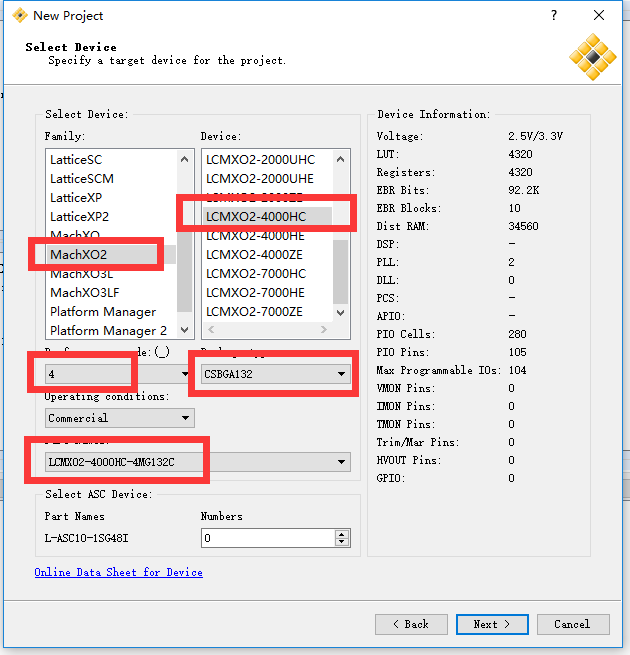 New Project
?
Select Device
Specify a target device for the project.
Select Device:
Family:
LatticeSC
LatticeSCM
LatticeXP
LatticeXP2
MachXO
MachXO2
MachXO3L
MachXO3LF
Platform Manager
Platform Manager 2
Device:
LCMXO2-2000UHC
LCMXO2-2000UHE
LCMXO2-2000ZE
LCMXO2-4000HC
LCMXO2-4000HE
LCMXO2-4000ZE
LCMXO2-7000HC
LCMXO2-7000HE
LCMXO2-7000ZE
4
CSBGA132
Operating conditions:
Commercial
LCMXO2-4000HC-4MG132C
Select ASC Device:
Part Names
Numbers
L-ASC10-1SG48I
0
Online Data Sheet for Device
Device Information:
Voltage: 2.5V/3.3V
LUT: 4320
Registers: 4320
EBR Bits: 92.2K
EBR Blocks: 10
Dist RAM: 34560
DSP: -
PLL: 2
DLL: 0
PCS: -
APIO: -
PIO Cells: 280
PIO Pins: 105
Max Programmable IOs: 104
VMON Pins: 0
IMON Pins: 0
TMON Pins: 0
Trim/Mar Pins: 0
HVOUT Pins: 0
GPIO: 0
< Back
Next >
Cancel